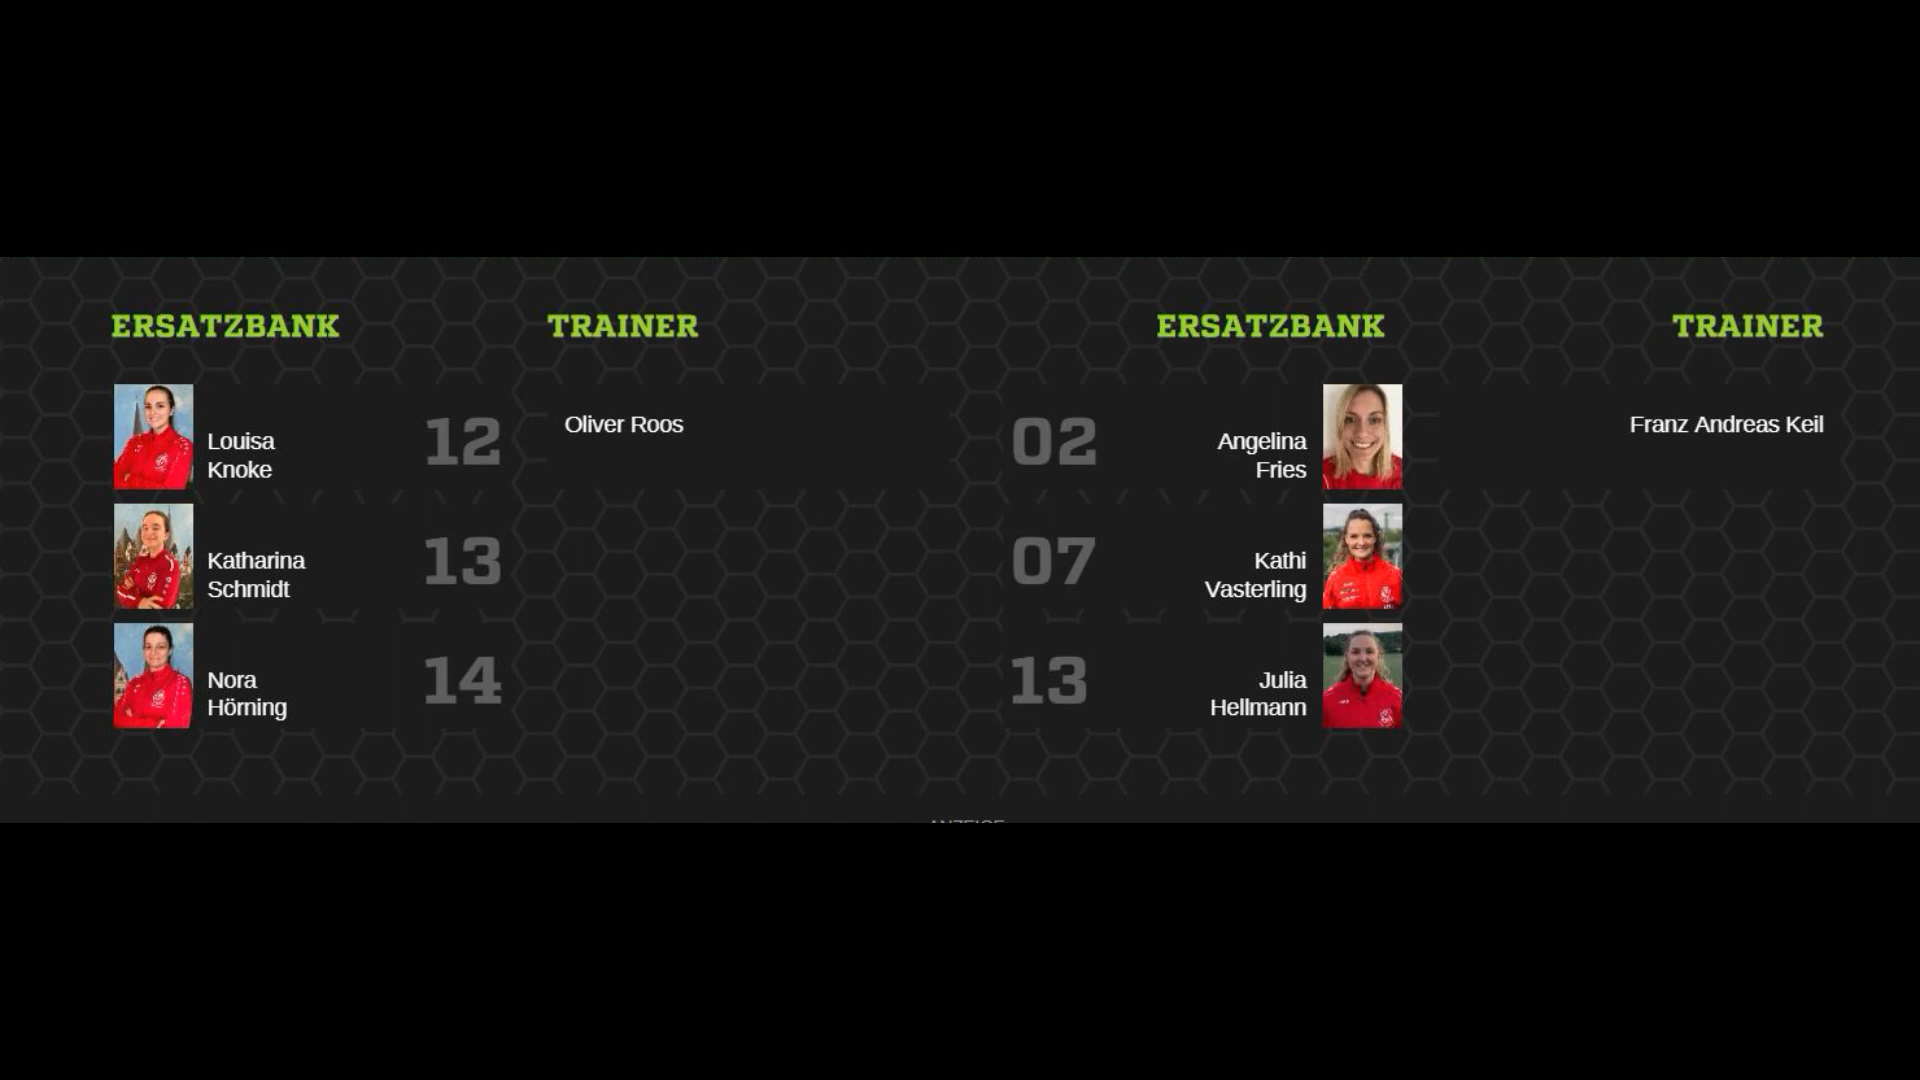 ERSATZBANK
TRAINER
Louisa
Knoke
12
Oliver Roos
Katharina
Schmidt
13
Nora
Hörning
14
ERSATZBANK
TRAINER
02
Angelina
Fries
Franz Andreas Keil
07
Kathi
Vasterling
13
Julia
Hellmann
ANZEIGE